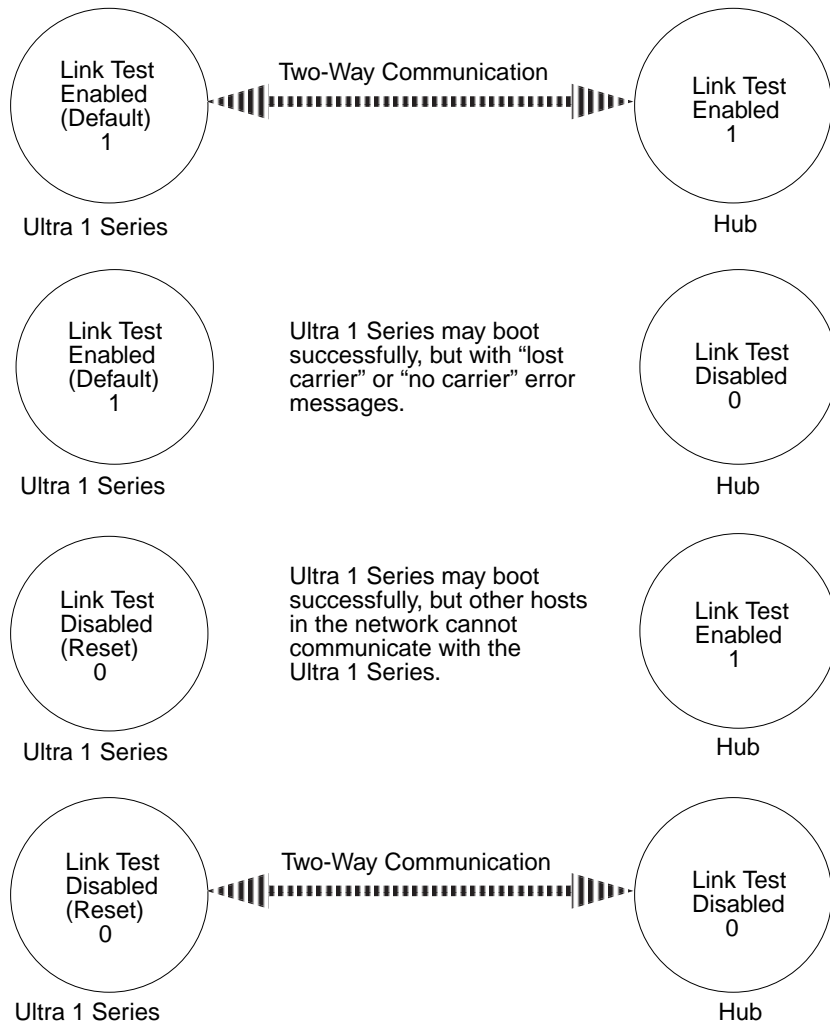 Link Test
Enabled
(Default)
1
Two-Way Communication
Link Test
Enabled
1
Ultra 1 Series
Hub
Link Test
Enabled
(Default)
1
Ultra 1 Series may boot
successfully, but with “lost
carrier” or “no carrier” error
messages.
Link Test
Disabled
0
Ultra 1 Series
Hub
Link Test
Disabled
(Reset)
0
Ultra 1 Series may boot
successfully, but other hosts
in the network cannot
communicate with the
Ultra 1 Series.
Link Test
Enabled
1
Ultra 1 Series
Hub
Link Test
Disabled
(Reset)
0
Two-Way Communication
Link Test
Disabled
0
Ultra 1 Series
Hub